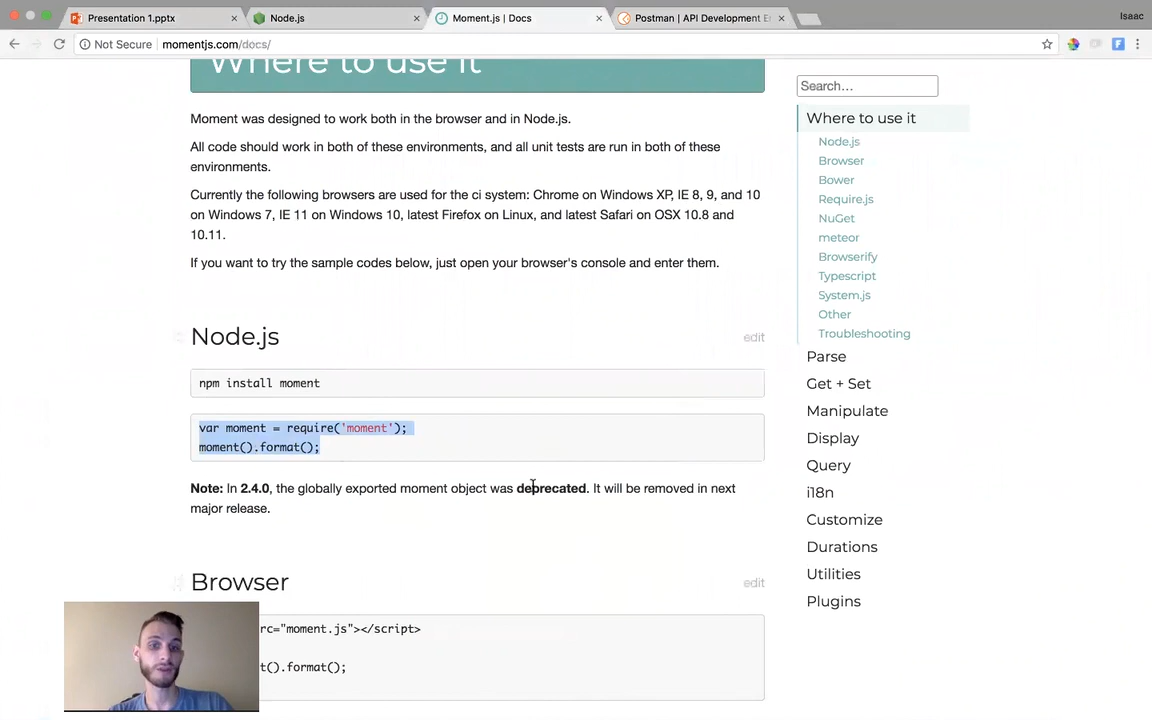 Presentation 1.pptx
Node.js
Moment.js | Docs
Postman | API Development E
Isaac
Not Secure
momentjs.com/docs/
Where to use it
Moment was designed to work both in the browser and in Node.js.
All code should work in both of these environments, and all unit tests are run in both of these
environments.
Currently the following browsers are used for the ci system: Chrome on Windows XP, IE 8, 9, and 10
on Windows 7, IE 11 on Windows 10, latest Firefox on Linux, and latest Safari on OSX 10.8 and
10.11.
If you want to try the sample codes below, just open your browser's console and enter them.
Node.js
edit
npm install moment
var moment = require('moment');
moment().format();
Note: In 2.4.0, the globally exported moment object was deprecated. It will be removed in next
major release.
Browser
edit
rc="moment.js"></script>
t().format();
Search...
Where to use it
Node.js
Browser
Bower
Require.js
NuGet
meteor
Browserify
Typescript
System.js
Other
Troubleshooting
Parse
Get + Set
Manipulate
Display
Query
i18n
Customize
Durations
Utilities
Plugins